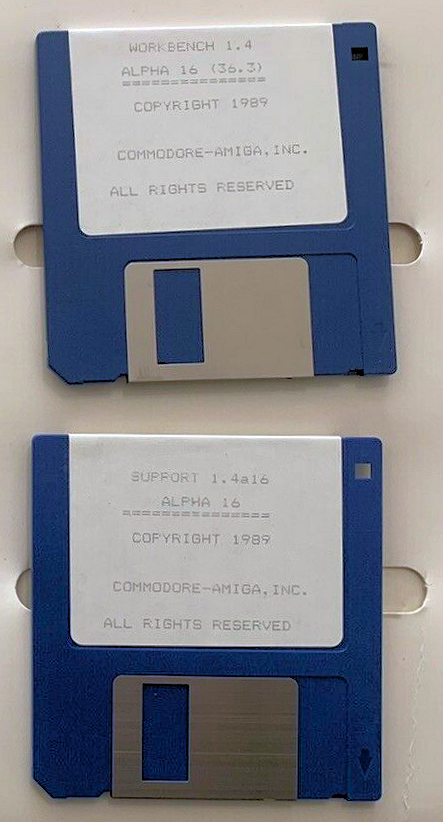 WORKBENCH 1.4
ALPHA 16 (36.3)
===============
COPYRIGHT 1989
COMMODORE-AMIGA,INC.
ALL RIGHTS RESERVED
SUPPORT 1.4a16
ALPHA 16
===============
COPYRIGHT 1989
COMMODORE-AMIGA,INC.
ALL RIGHTS RESERVED